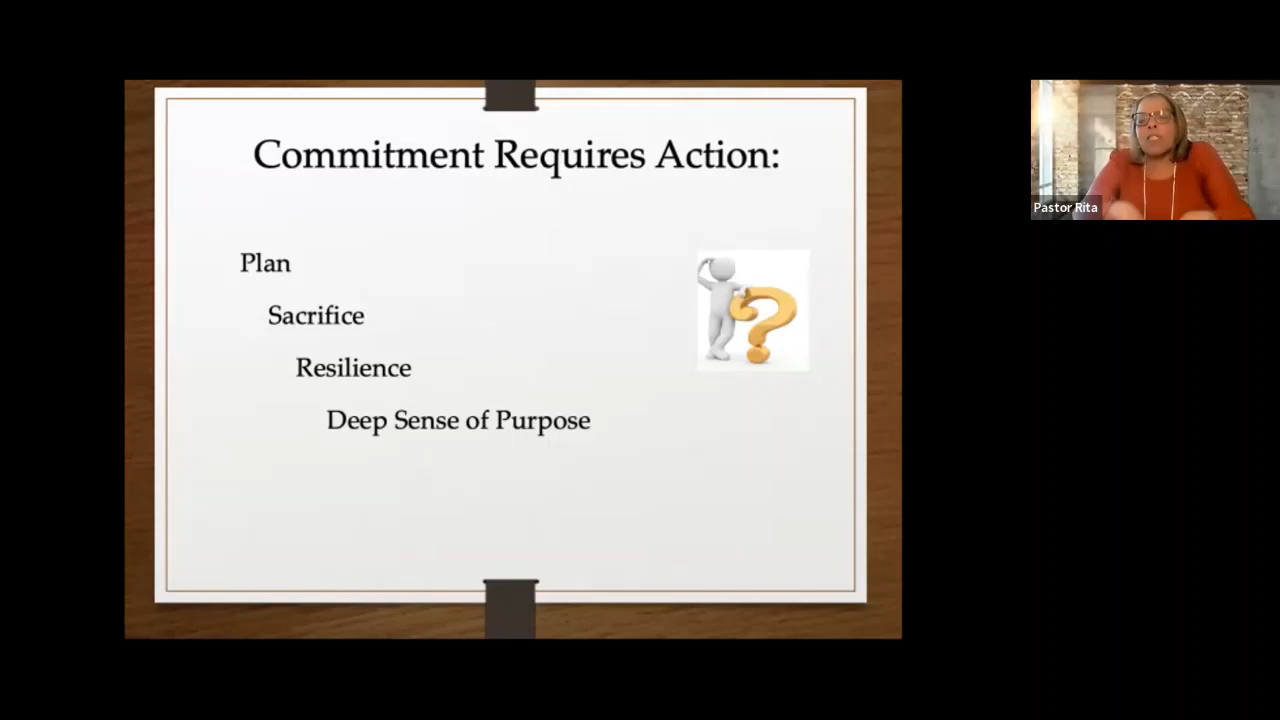 Commitment Requires Action:
Plan
Sacrifice
Resilience
Deep Sense of Purpose
?
Pastor Rita